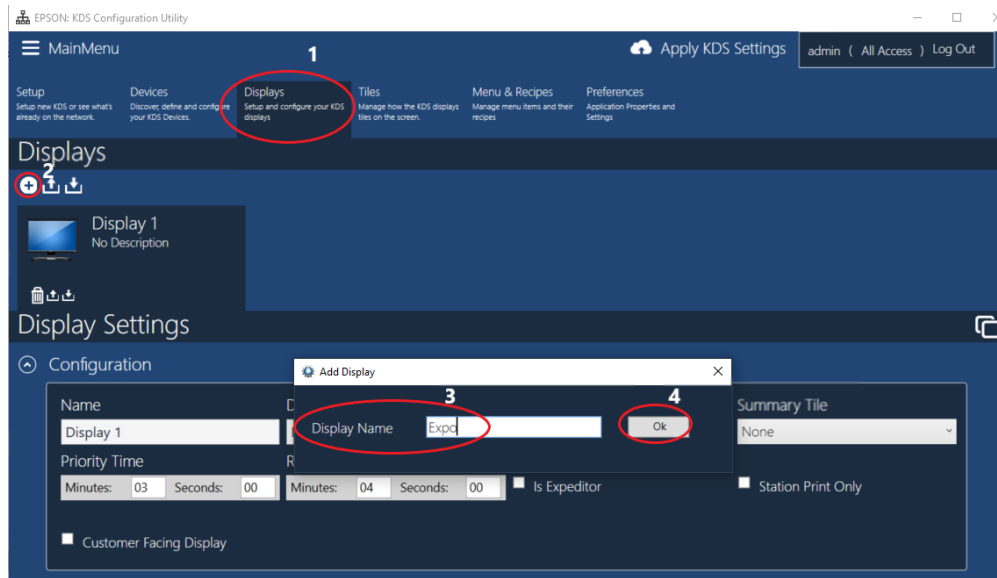 EPSON: KDS Configuration Utility
MainMenu
1
Apply KDS Settings
admin ( All Access ) Log Out
Setup
Setup new KDS or see what's
already on the network.
Devices
Discover, define and configure
your KDS Devices.
Displays
Setup and configure your KDS
displays
Tiles
Manage how the KDS displays
tiles on the screen.
Menu & Recipes
Manage menu items and their
recipes
Preferences
Application Properties and
Settings
Displays
2
Display 1
No Description
Display Settings
Configuration
Add Display
3
4
Display Name
Expo
Ok
Name
D
Summary Tile
Display 1
None
Priority Time
R
Minutes: 03 Seconds: 00
Minutes: 04 Seconds: 00
Is Expeditor
Station Print Only
Customer Facing Display